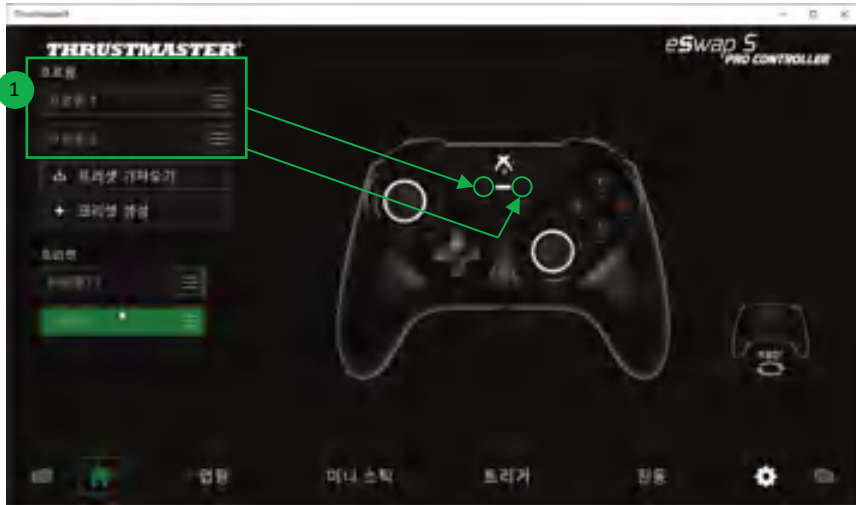 Thrustmaster
THRUSTMASTER
eSwap S
PRO CONTROLLER
1
프로필
프로필 1
프로필 2
프리셋 가져오기
+ 프리셋 생성
프리셋
맵핑
미니 스틱
트리거
진동